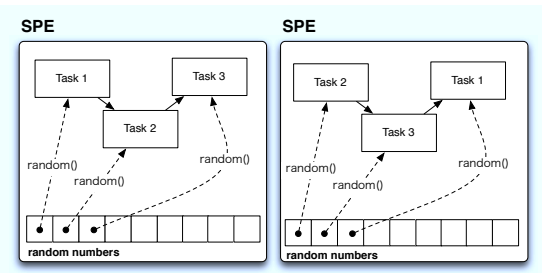 SPE
Task 1
Task 3
Task 2
random()
random()
random()
random numbers
SPE
Task 2
Task 1
Task 3
random()
random()
random()
random numbers